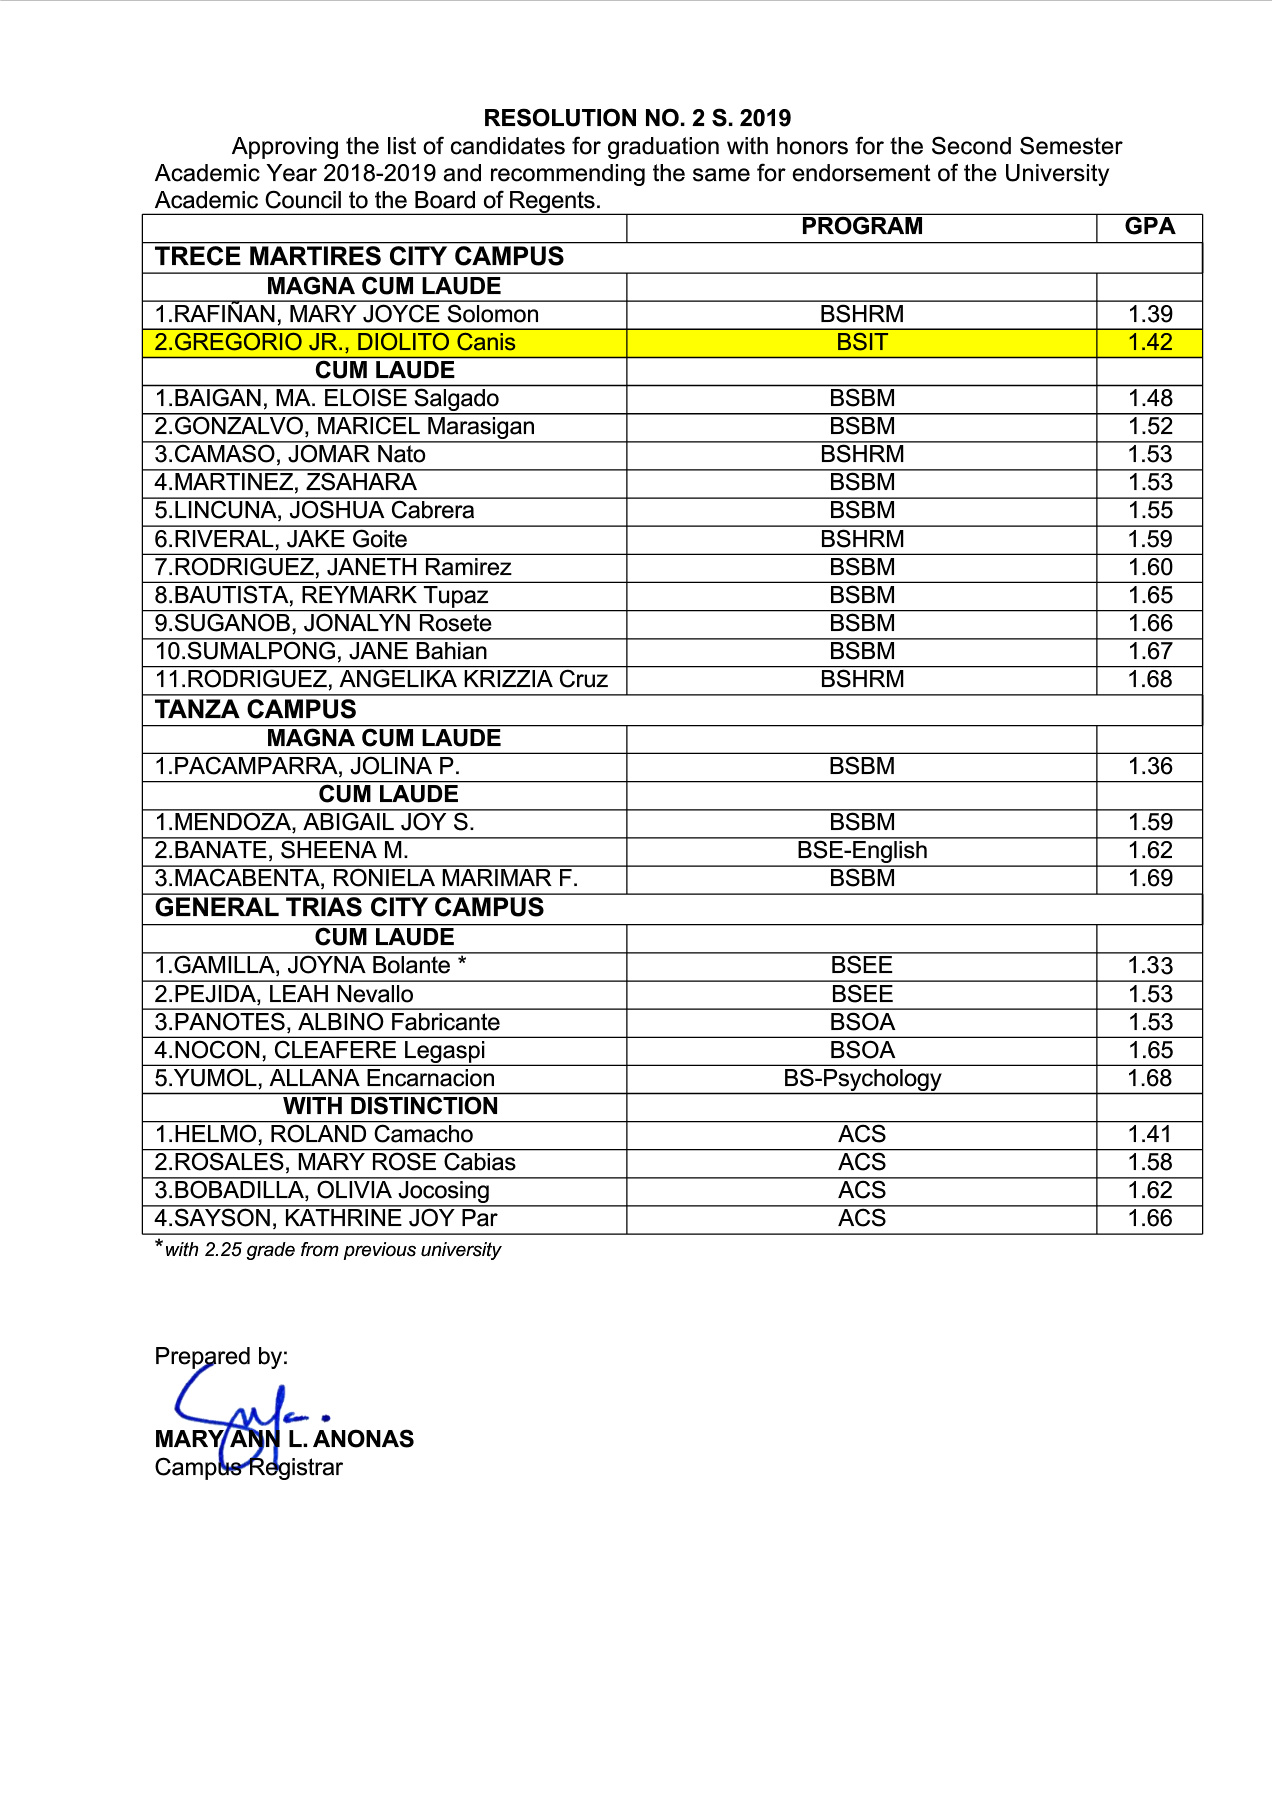 RESOLUTION NO. 2 S. 2019
Approving the list of candidates for graduation with honors for the Second Semester
Academic Year 2018-2019 and recommending the same for endorsement of the University
Academic Council to the Board of Regents.
PROGRAM GPA
TRECE MARTIRES CITY CAMPUS
MAGNA CUM LAUDE
1.RAFIÑAN, MARY JOYCE Solomon BSHRM 1.39
2.GREGORIO JR., DIOLITO Canis BSIT 1.42
CUM LAUDE
1.BAIGAN, MA. ELOISE Salgado BSBM 1.48
2.GONZALVO, MARICEL Marasigan BSBM 1.52
3.CAMASO, JOMAR Nato BSHRM 1.53
4.MARTINEZ, ZSAHARA BSBM 1.53
5.LINCUNA, JOSHUA Cabrera BSBM 1.55
6.RIVERAL, JAKE Goite BSHRM 1.59
7.RODRIGUEZ, JANETH Ramirez BSBM 1.60
8.BAUTISTA, REYMARK Tupaz BSBM 1.65
9.SUGANOB, JONALYN Rosete BSBM 1.66
10.SUMALPONG, JANE Bahian BSBM 1.67
11.RODRIGUEZ, ANGELIKA KRIZZIA Cruz BSHRM 1.68
TANZA CAMPUS
MAGNA CUM LAUDE
1.PACAMPARRA, JOLINA P. BSBM 1.36
CUM LAUDE
1.MENDOZA, ABIGAIL JOY S. BSBM 1.59
2.BANATE, SHEENA M. BSE-English 1.62
3.MACABENTA, RONIELA MARIMAR F. BSBM 1.69
GENERAL TRIAS CITY CAMPUS
CUM LAUDE
1.GAMILLA, JOYNA Bolante * BSEE 1.33
2.PEJIDA, LEAH Nevallo BSEE 1.53
3.PANOTES, ALBINO Fabricante BSOA 1.53
4.NOCON, CLEAFERE Legaspi BSOA 1.65
5.YUMOL, ALLANA Encarnacion BS-Psychology 1.68
WITH DISTINCTION
1.HELMO, ROLAND Camacho ACS 1.41
2.ROSALES, MARY ROSE Cabias ACS 1.58
3.BOBADILLA, OLIVIA Jocosing ACS 1.62
4.SAYSON, KATHRINE JOY Par ACS 1.66
*with 2.25 grade from previous university
Prepared by:
MARY ANN L. ANONAS
Campus Registrar